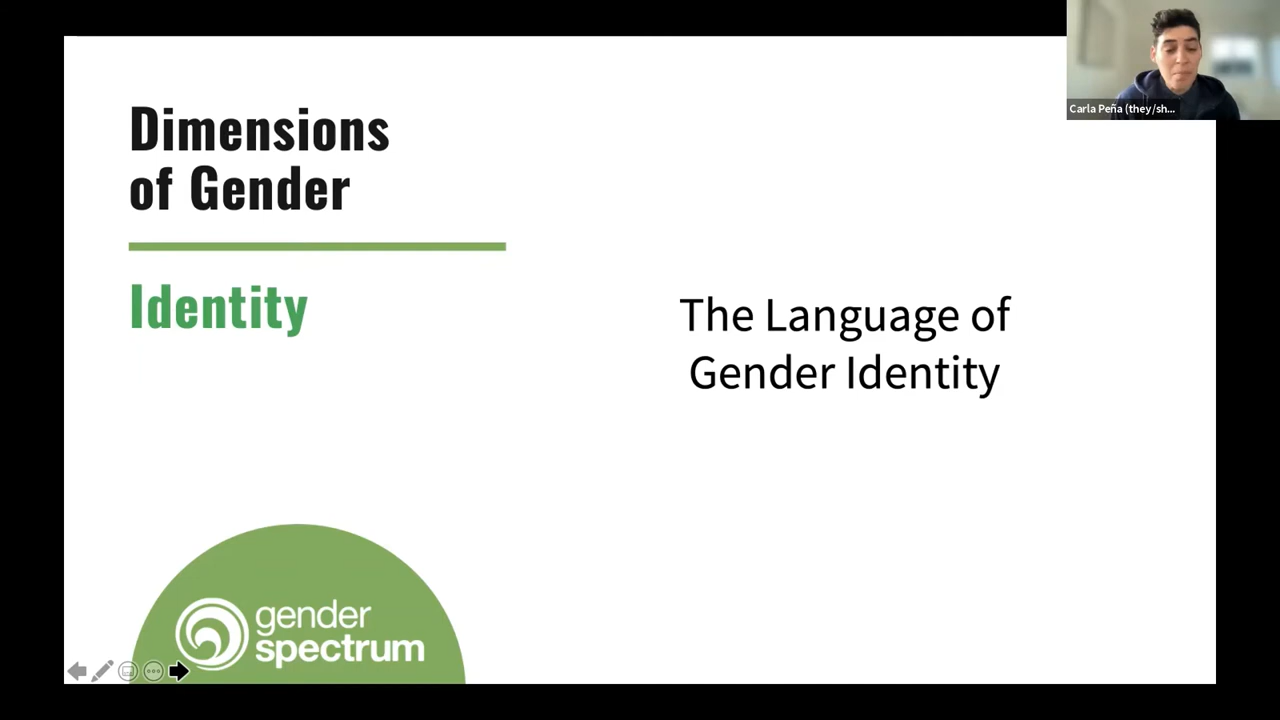 Dimensions
of Gender
Identity
The Language of
Gender Identity
gender
spectrum
Carla Peña (they/sh...